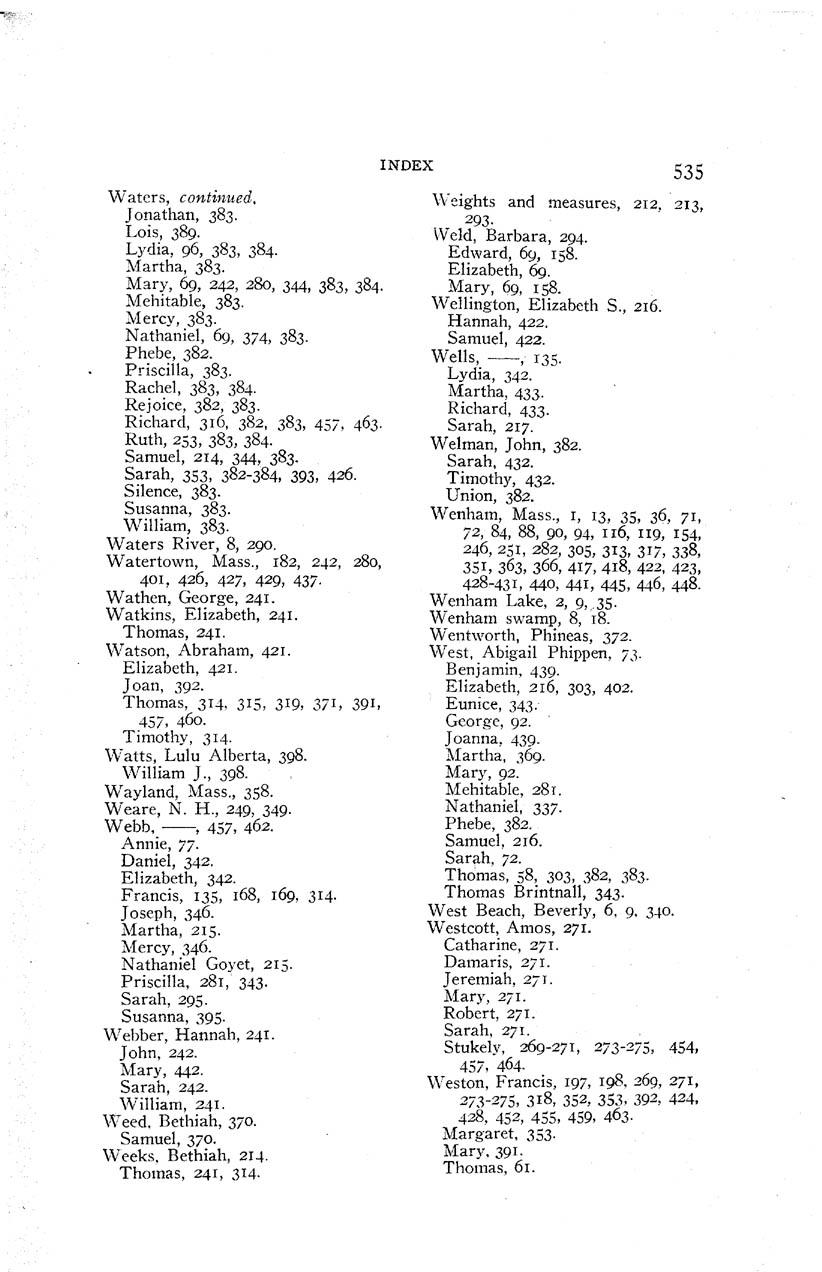 INDEX
535
Waters, continued.
Jonathan, 383.
Lois, 389.
Lydia, 96, 383, 384.
Martha, 383.
Mary, 69, 242, 280, 344, 383, 384.
Mehitable, 383.
Mercy, 383.
Nathaniel, 69, 374, 383.
Phebe, 382.
Priscilla, 383.
Rachel, 383, 384.
Rejoice, 382, 383.
Richard, 316, 382, 383, 457, 463.
Ruth, 253, 383, 384.
Samuel, 214, 344, 383.
Sarah, 353, 382-384, 393, 426.
Silence, 383.
Susanna, 383.
William, 383.
Waters River, 8, 290.
Watertown, Mass., 182, 242, 280,
401, 426, 427, 429, 437.
Wathen, George, 241.
Watkins, Elizabeth, 241.
Thomas, 241.
Watson, Abraham, 421.
Elizabeth, 421.
Joan, 392.
Thomas, 314, 315, 319, 371, 391,
457, 460.
Timothy, 314.
Watts, Lulu Alberta, 398.
William J., 398.
Wayland, Mass., 358.
Weare, N. H., 249, 349.
Webb, ——, 457, 462.
Annie, 77.
Daniel, 342.
Elizabeth, 342.
Francis, 135, 168, 169, 314.
Joseph, 346.
Martha, 215.
Mercy, 346.
Nathaniel Goyet, 215.
Priscilla, 281, 343.
Sarah, 295.
Susanna, 395.
Webber, Hannah, 241.
John, 242.
Mary, 442.
Sarah, 242.
William, 241.
Weed, Bethiah, 370.
Samuel, 370.
Weeks, Bethiah, 214.
Thomas, 241, 314.
Weights and measures, 212, 213,
293.
Weld, Barbara, 294.
Edward, 69, 158.
Elizabeth, 69.
Mary, 69, 158.
Wellington, Elizabeth S., 216.
Hannah, 422.
Samuel, 422.
Wells, ——, 135.
Lydia, 342.
Martha, 433.
Richard, 433.
Sarah, 217.
Welman, John, 382.
Sarah, 432.
Timothy, 432.
Union, 382.
Wenham, Mass., 1, 13, 35, 36, 71,
72, 84, 88, 90, 94, 116, 119, 154,
246, 251, 282, 305, 313, 317, 338,
351, 363, 366, 417, 418, 422, 423,
428-431, 440, 441, 445, 446, 448.
Wenham Lake, 2, 9, 35.
Wenham swamp, 8, 18.
Wentworth, Phineas, 372.
West, Abigail Phippen, 73.
Benjamin, 439.
Elizabeth, 216, 303, 402.
Eunice, 343.
George, 92.
Joanna, 439.
Martha, 369.
Mary, 92.
Mehitable, 281.
Nathaniel, 337.
Phebe, 382.
Samuel, 216.
Sarah, 72.
Thomas, 58, 303, 382, 383.
Thomas Brintnall, 343.
West Beach, Beverly, 6, 9, 340.
Westcott, Amos, 271.
Catharine, 271.
Damaris, 271.
Jeremiah, 271.
Mary, 271.
Robert, 271.
Sarah, 271.
Stukely, 269-271, 273-275, 454,
457, 464.
Weston, Francis, 197, 198, 269, 271,
273-275, 318, 352, 353, 392, 424,
428, 452, 455, 459, 463.
Margaret, 353.
Mary, 391.
Thomas, 61.